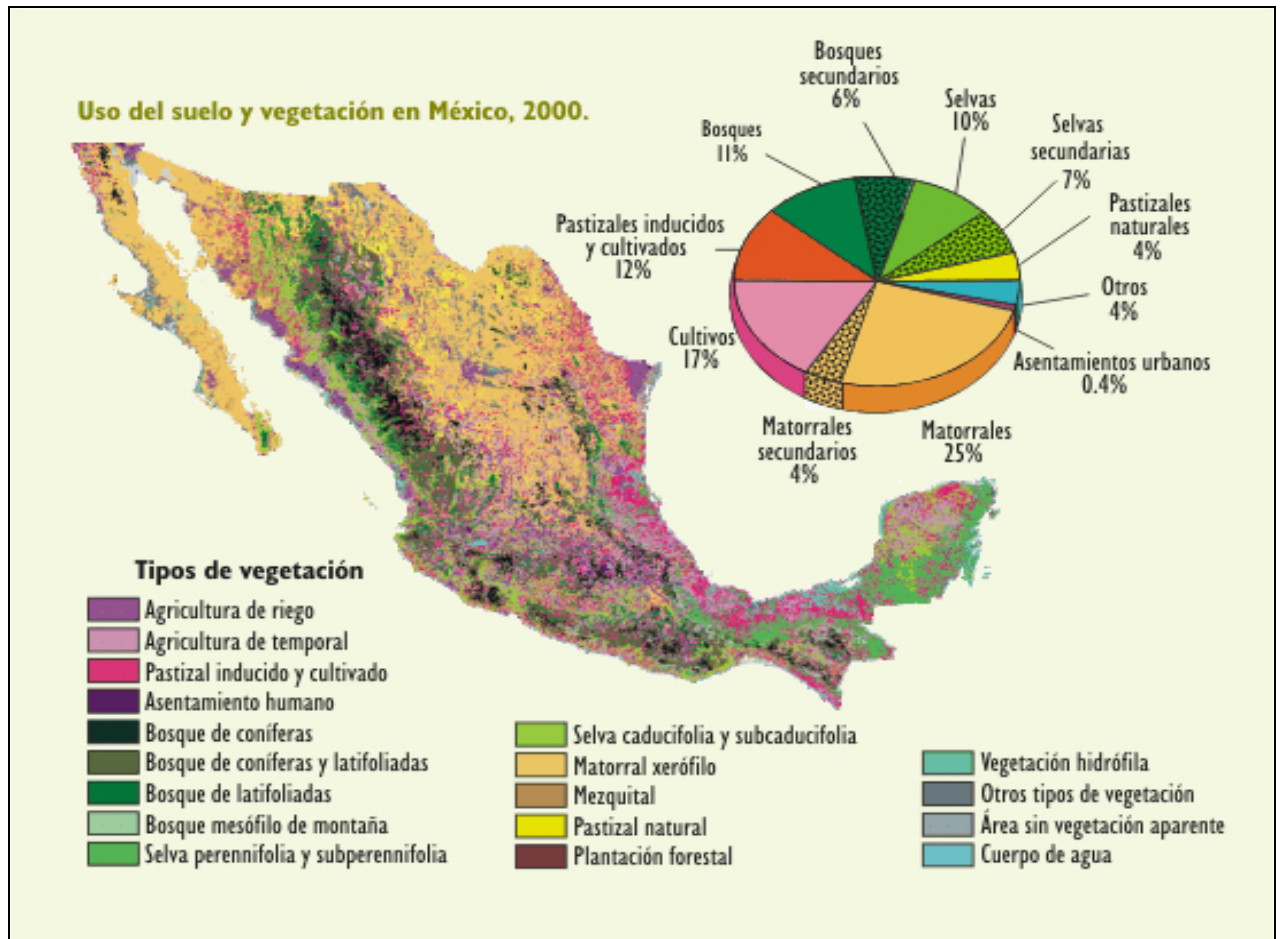 Uso del suelo y vegetación en México, 2000.
Bosques
secundarios
6%
Selvas
10%
Selvas
secundarias
7%
Bosques
11%
Pastizales
naturales
4%
Pastizales inducidos
y cultivados
12%
Otros
4%
Cultivos
17%
Asentamientos urbanos
0.4%
Matorrales
secundarios
4%
Matorrales
25%
Tipos de vegetación
Agricultura de riego
Agricultura de temporal
Pastizal inducido y cultivado
Asentamiento humano
Bosque de coníferas
Bosque de coníferas y latifoliadas
Bosque de latifoliadas
Bosque mesófilo de montaña
Selva perennifolia y subperennifolia
Selva caducifolia y subcaducifolia
Matorral xerófilo
Mezquital
Pastizal natural
Plantación forestal
Vegetación hidrófila
Otros tipos de vegetación
Área sin vegetación aparente
Cuerpo de agua